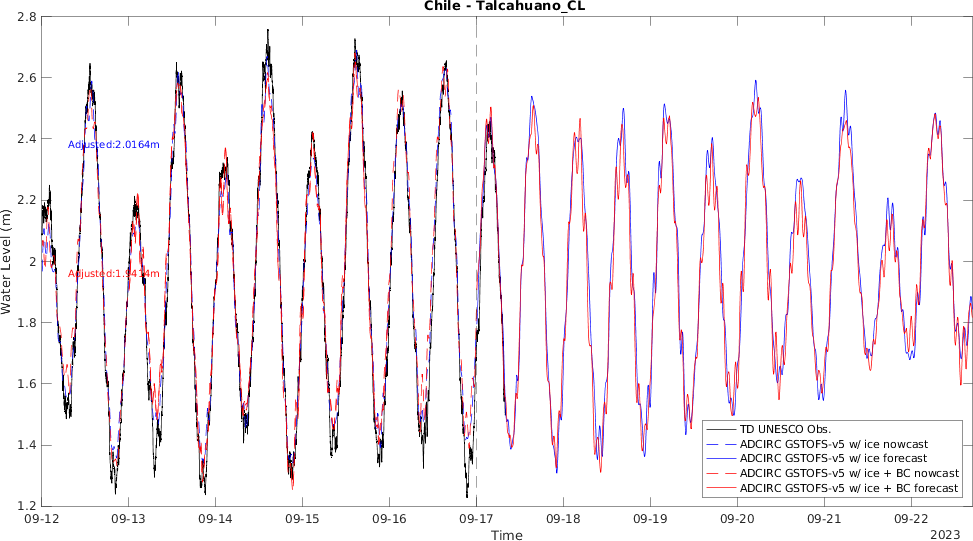 Chile - Talcahuano_CL
2.8
2.6
2.4
2.2
2
1.8
1.6
1.4
1.2
Water Level (m)
Adjusted:2.0164m
Adjusted:1.9414m
TD UNESCO Obs.
ADCIRC GSTOFS-v5 w/ ice nowcast
ADCIRC GSTOFS-v5 w/ ice forecast
ADCIRC GSTOFS-v5 w/ ice + BC nowcast
ADCIRC GSTOFS-v5 w/ ice + BC forecast
09-12 09-13 09-14 09-15 09-16 09-17 09-18 09-19 09-20 09-21 09-22
Time
2023